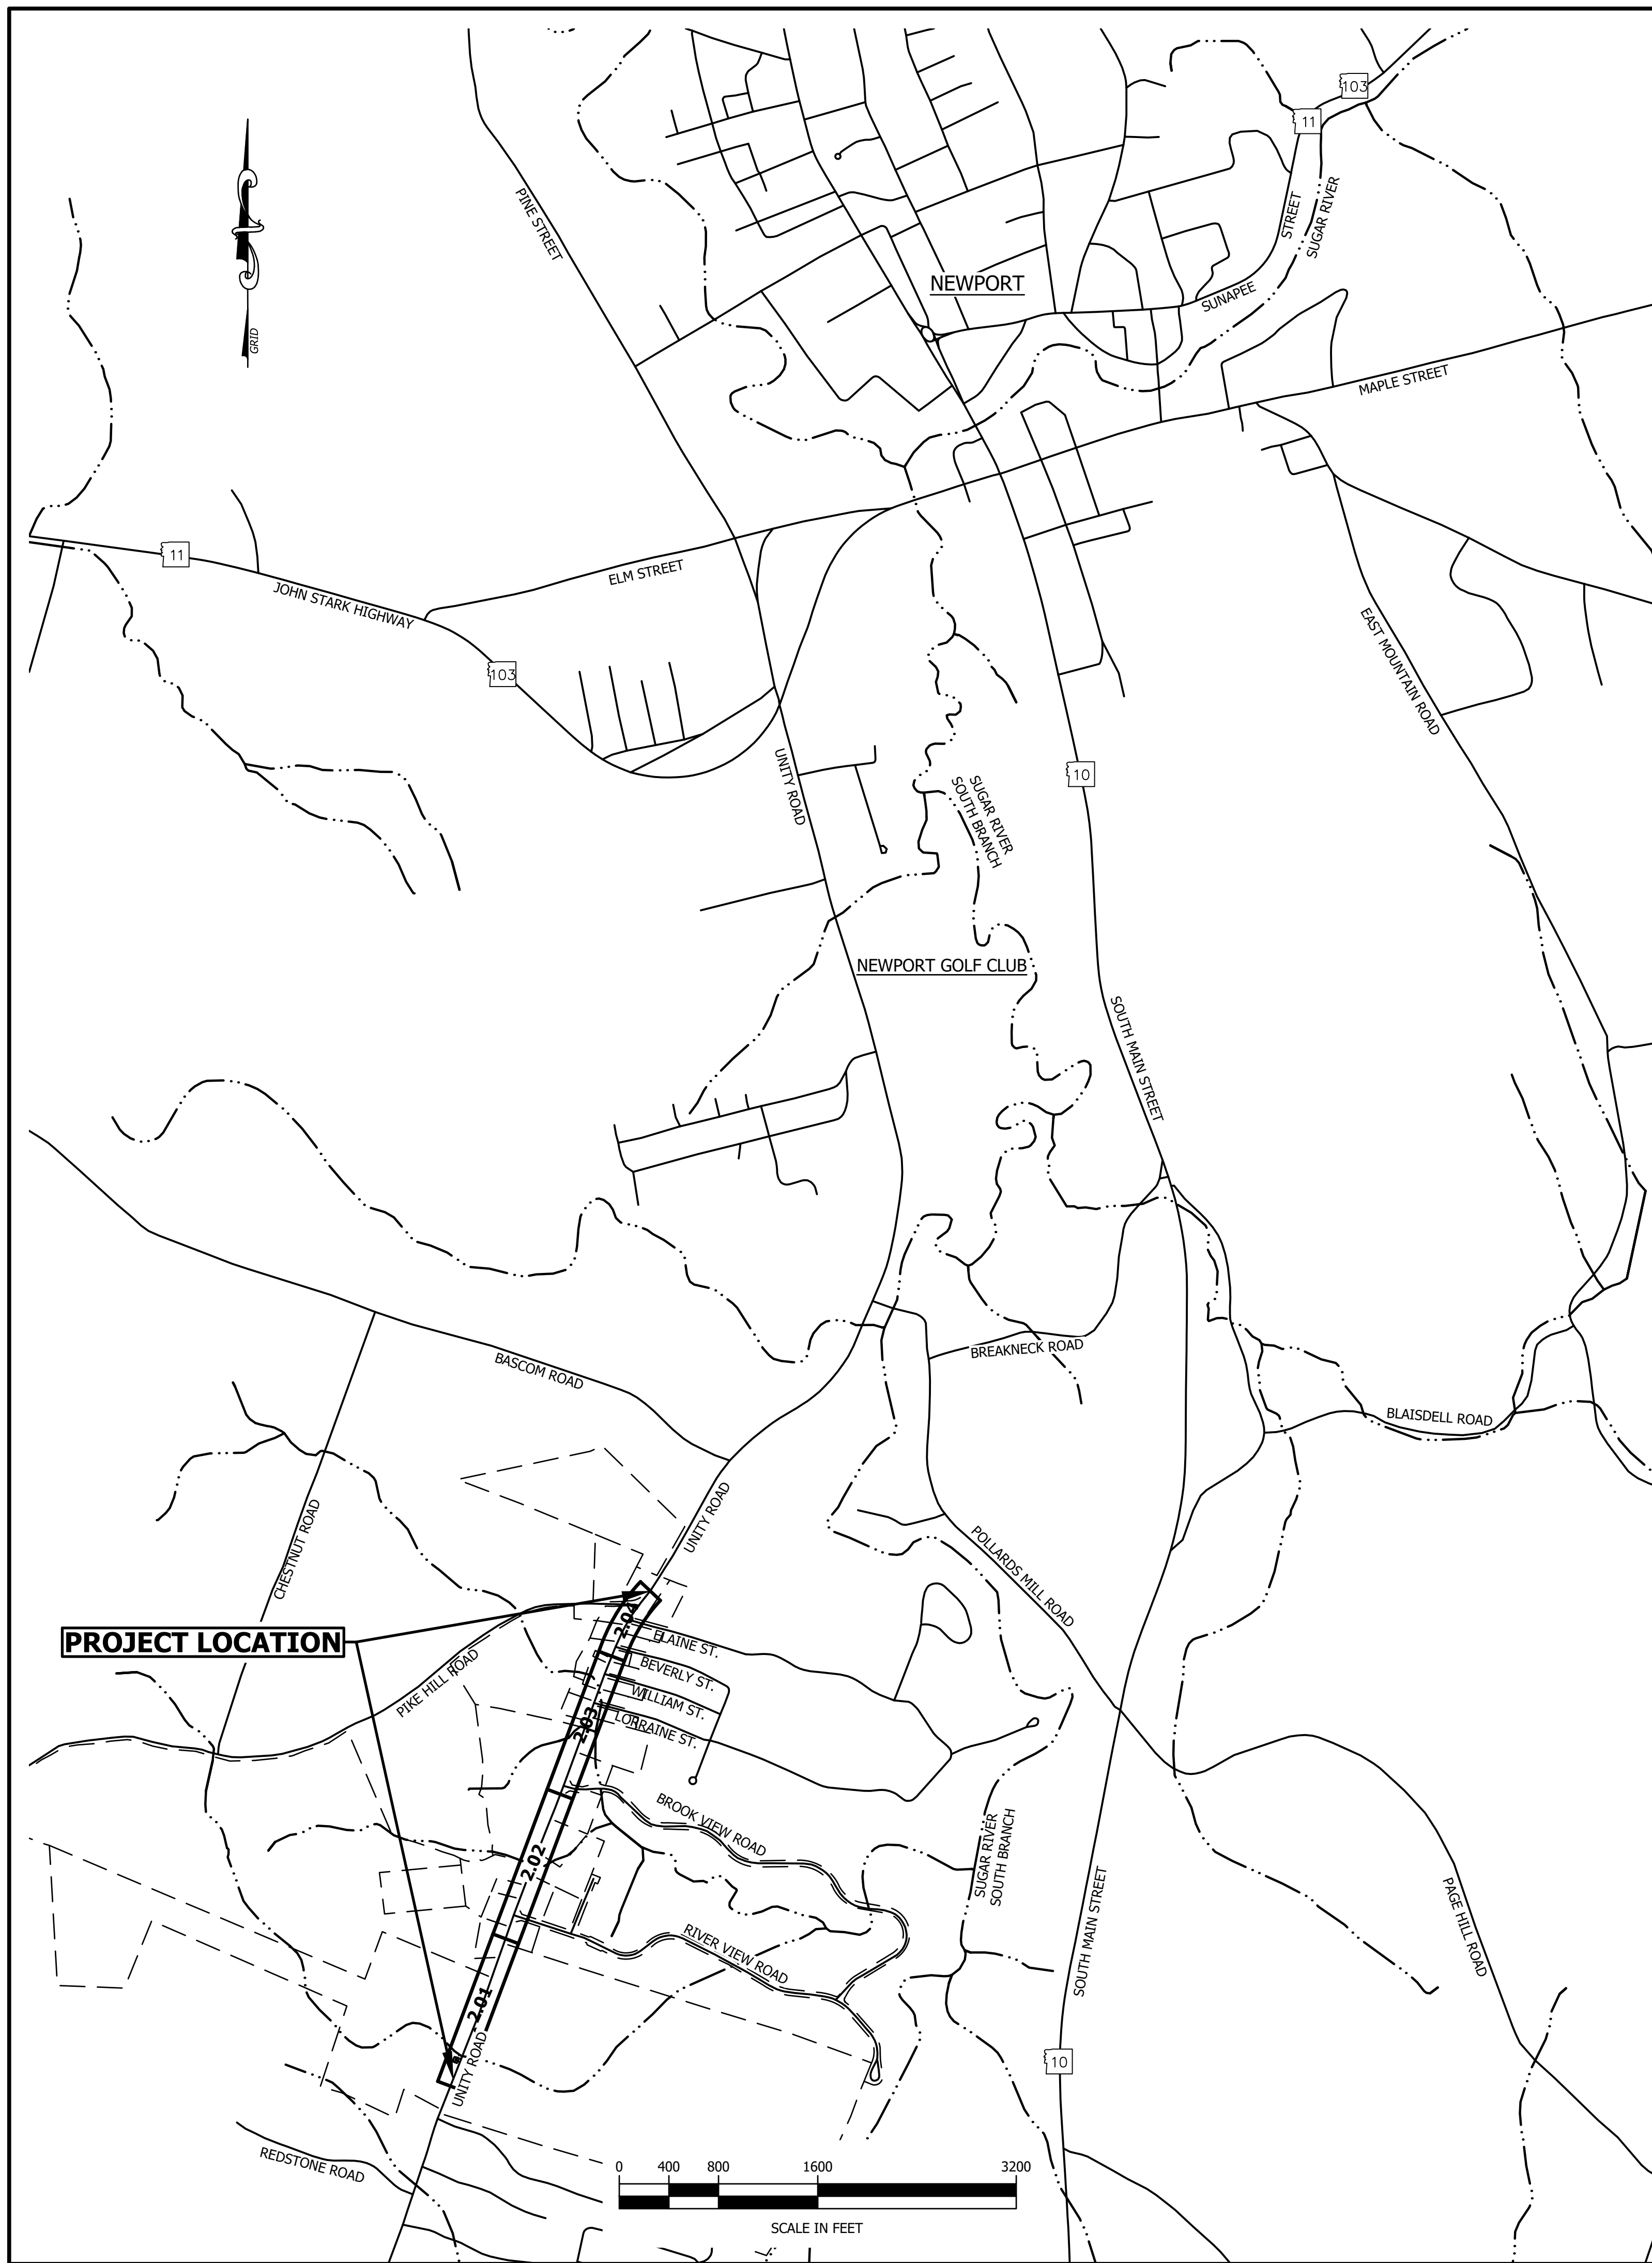 103
11
PINE STREET
STREET
SUGAR RIVER
NEWPORT
SUNAPEE
GRID
MAPLE STREET
11
ELM STREET
JOHN STARK HIGHWAY
103
EAST MOUNTAIN ROAD
UNITY ROAD
10
SUGAR RIVER
SOUTH BRANCH
NEWPORT GOLF CLUB
SOUTH MAIN STREET
BREAKNECK ROAD
BASCOM ROAD
BLAISDELL ROAD
UNITY ROAD
CHESTNUT ROAD
POLLARDS MILL ROAD
PROJECT LOCATION
2.04
ELAINE ST.
PIKE HILL ROAD
BEVERLY ST.
WILLIAM ST.
2.03
LORRAINE ST.
BROOK VIEW ROAD
SUGAR RIVER
SOUTH BRANCH
2.02
SOUTH MAIN STREET
PAGE HILL ROAD
RIVER VIEW ROAD
2.01
UNITY ROAD
10
REDSTONE ROAD
0 400 800 1600 3200
SCALE IN FEET